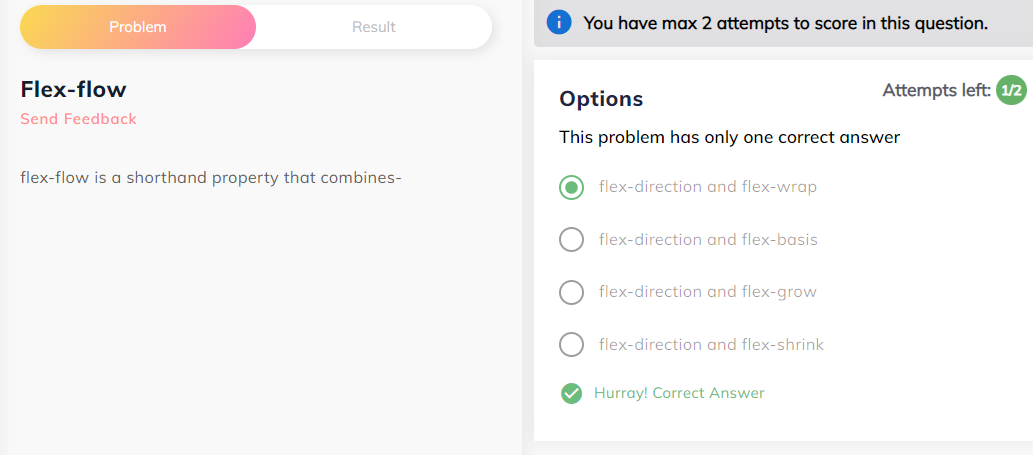 Problem
Result
Flex-flow
Send Feedback
flex-flow is a shorthand property that combines-
You have max 2 attempts to score in this question.
Attempts left: 1/2
Options
This problem has only one correct answer
flex-direction and flex-wrap
flex-direction and flex-basis
flex-direction and flex-grow
flex-direction and flex-shrink
Hurray! Correct Answer